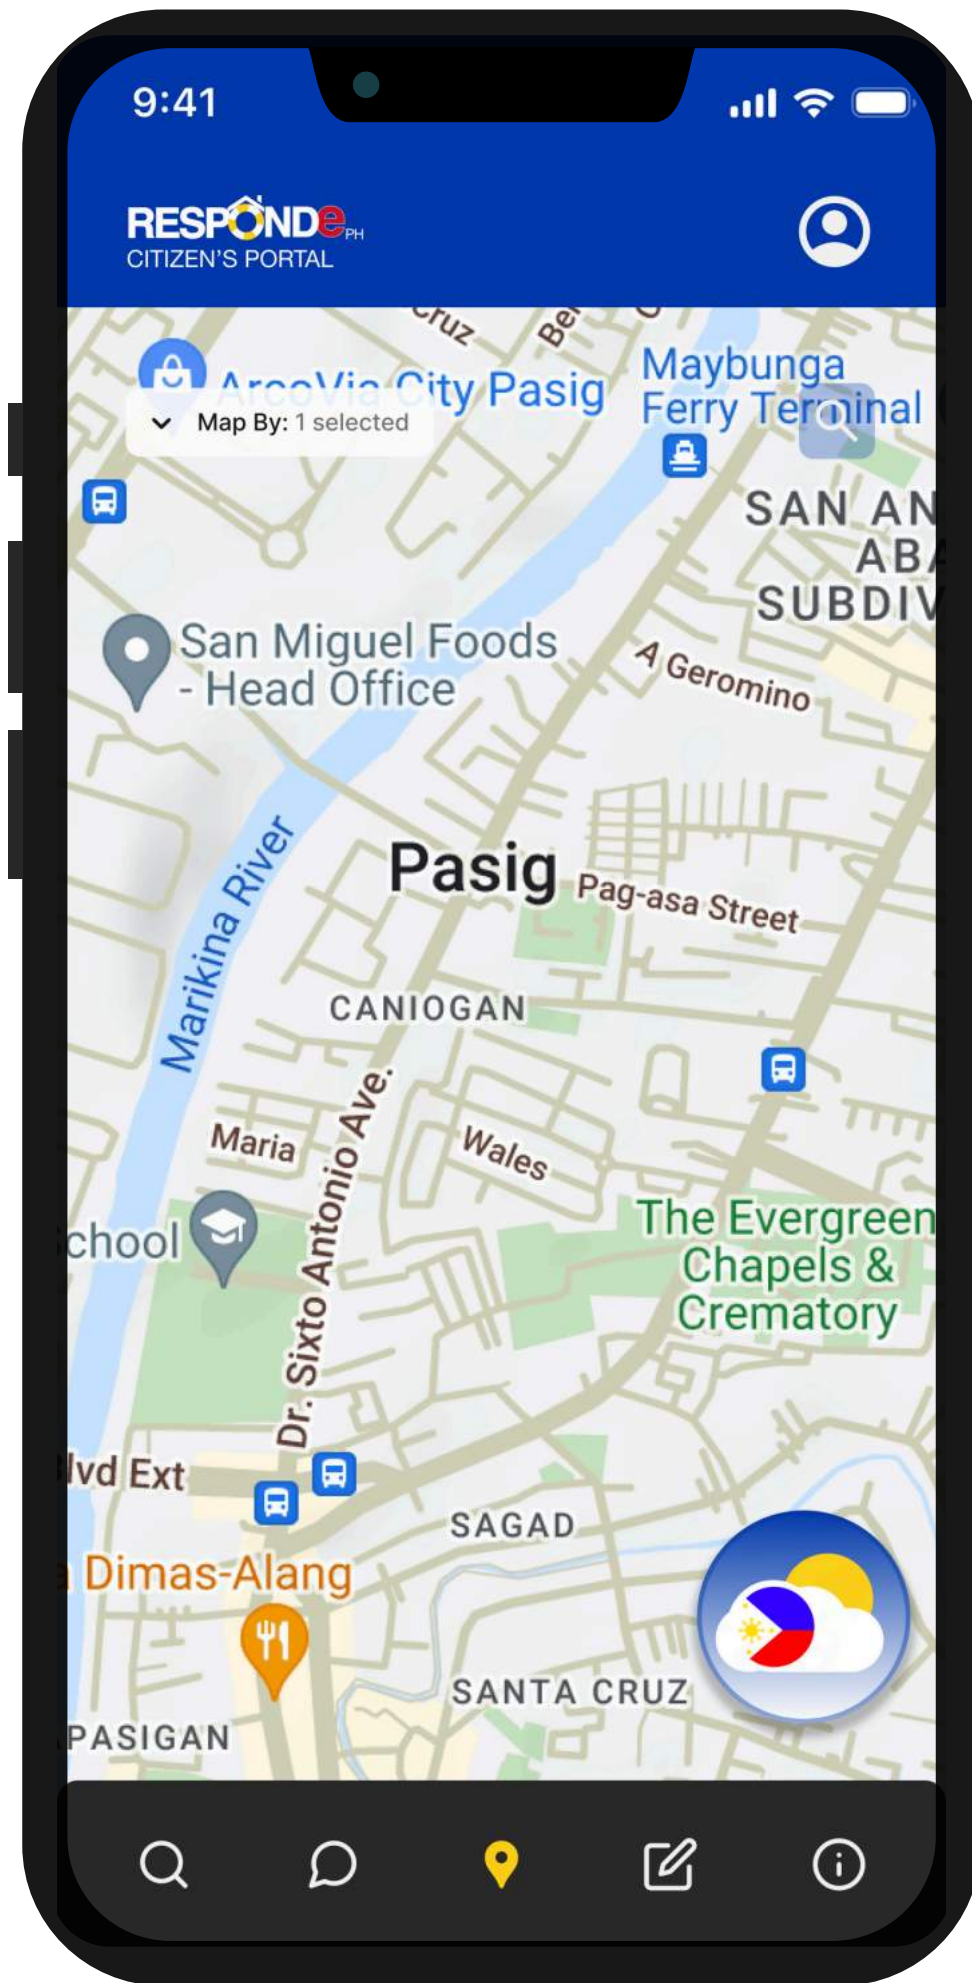 9:41
RESPONDe PH
CITIZEN'S PORTAL
Cruz
Ber
ArcoVia City Pasig
Maybunga
Ferry Terminal
Map By: 1 selected
SAN AN
ABA
SUBDIV
San Miguel Foods
- Head Office
A Geromino
Marikina River
Pasig
Pag-asa Street
CANIOGAN
Dr. Sixto Antonio Ave.
Maria
Wales
chool
The Evergreen
Chapels &
Crematory
lvd Ext
SAGAD
a Dimas-Alang
SANTA CRUZ
PASIGAN